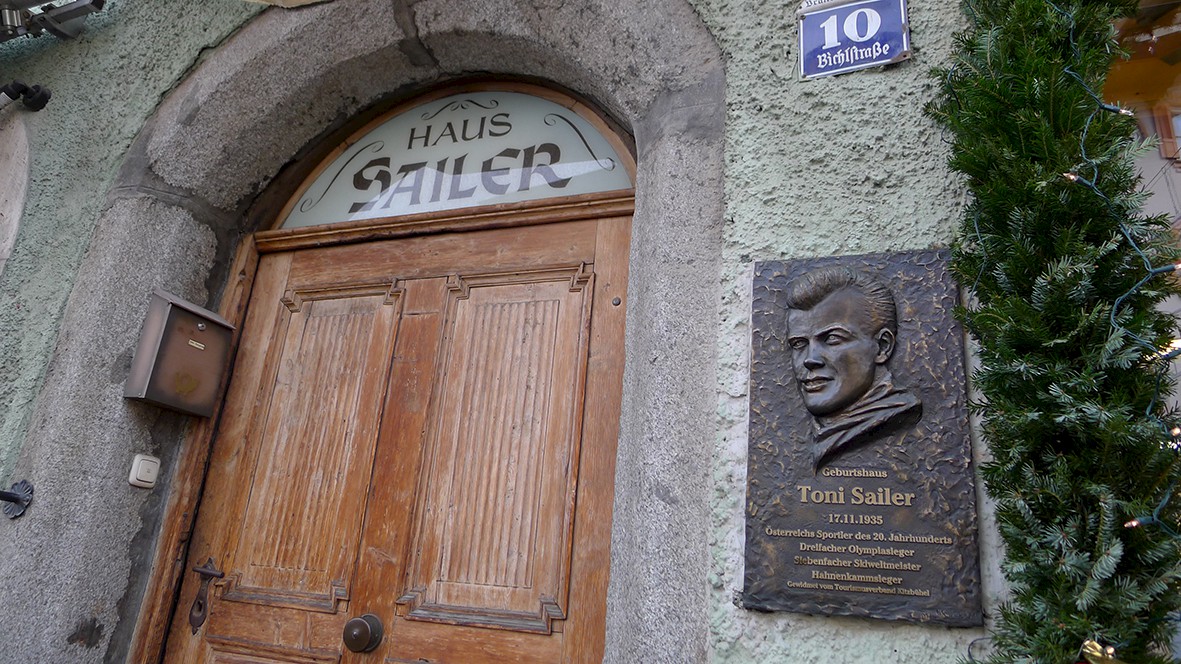 10
Bichlstraße
HAUS
SAILER
Geburtshaus
Toni Sailer
17.11.1935
Österreichs Sportler des 20. Jahrhunderts
Dreifacher Olympiasieger
Siebenfacher Skiweltmeister
Hahnenkammsieger
Gewidmet vom Tourismusverband Kitzbühel